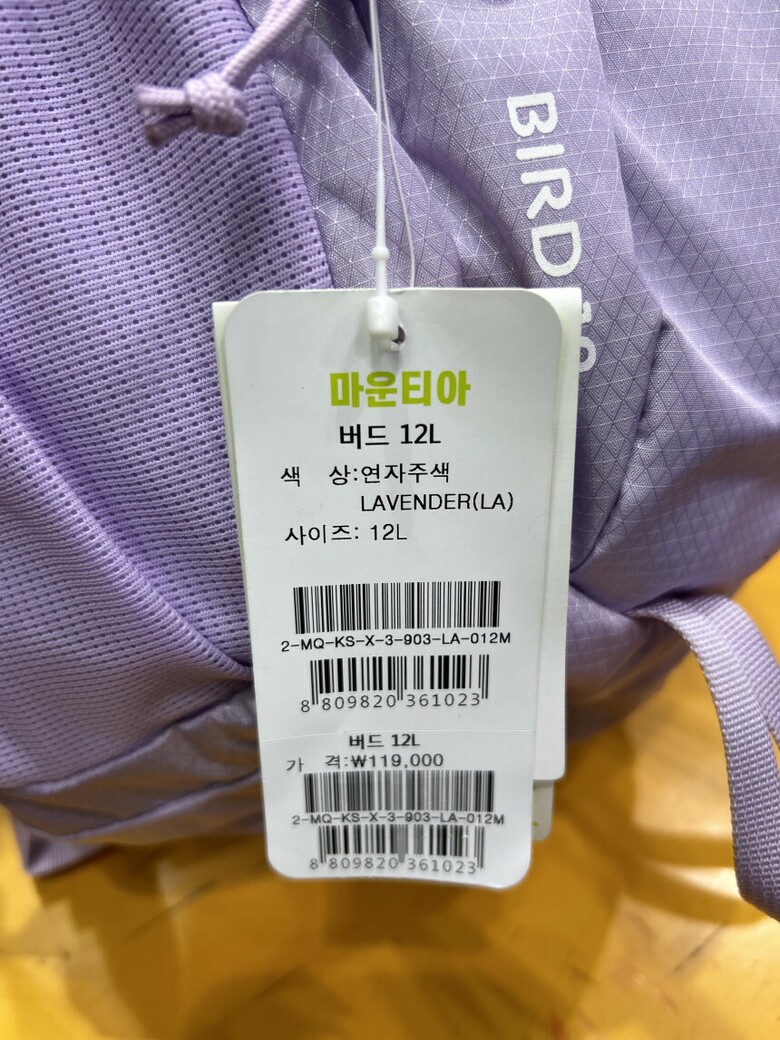 BIRD
마운티아
버드 12L
색 상:연자주색
LAVENDER(LA)
사이즈: 12L
2-MQ-KS-X-3-903-LA-012M
8 809820 361023
버드 12L
가 격:₩119,000
2-MQ-KS-X-3-903-LA-012M
8 809820 361023